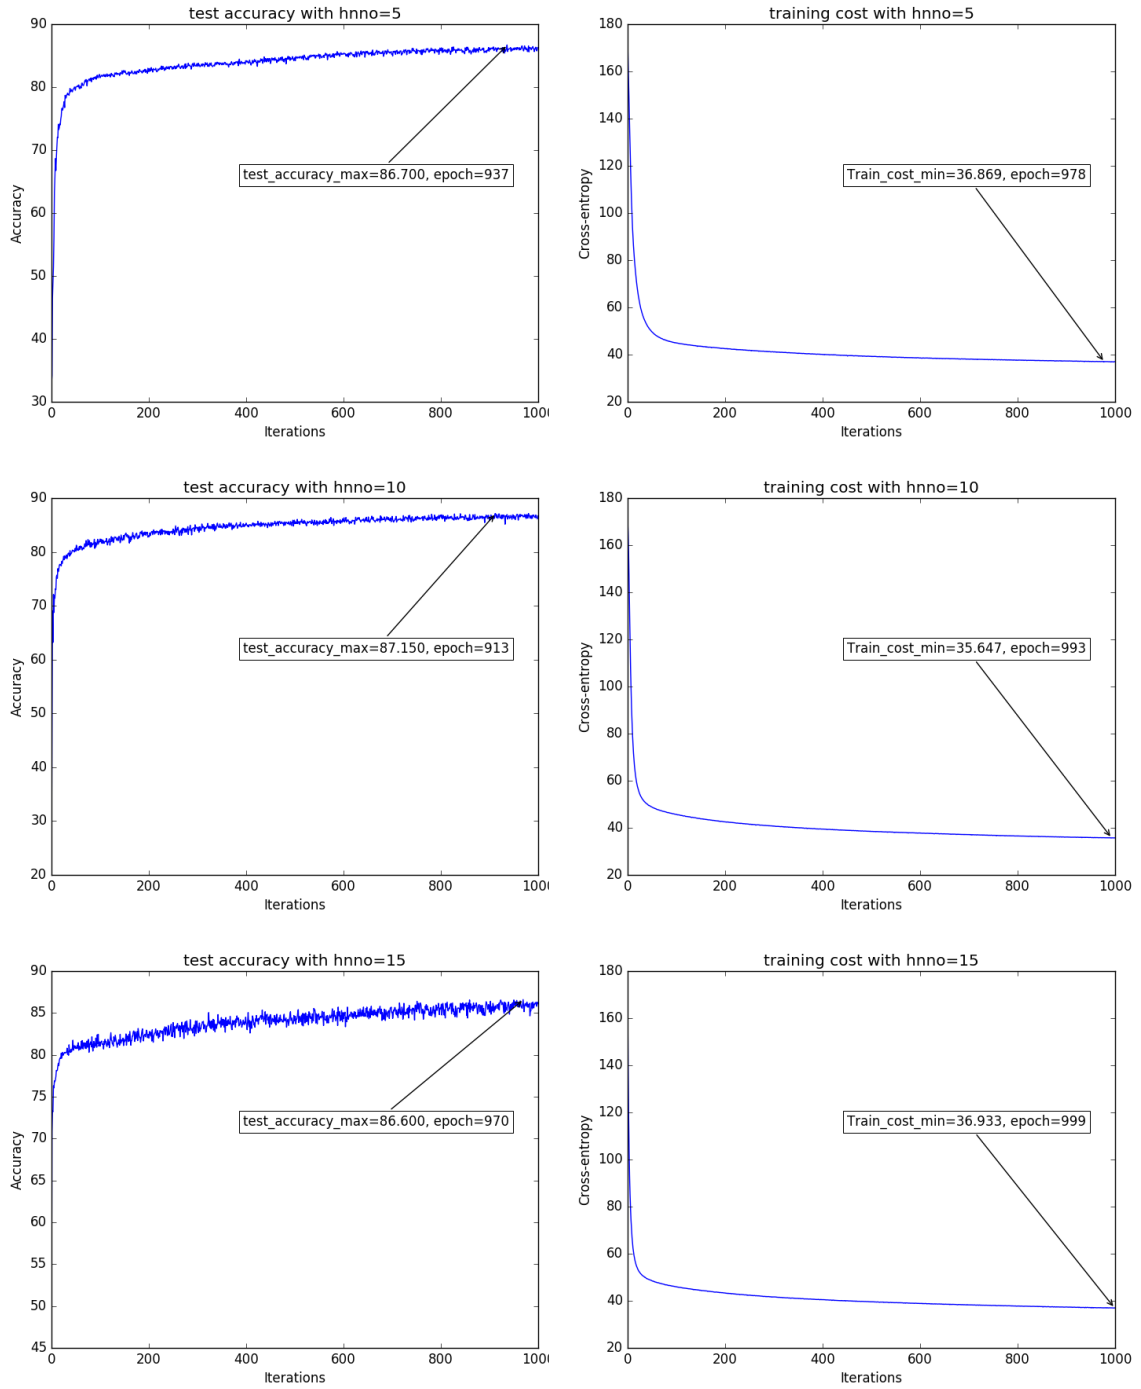 test accuracy with hnno=5
90
80
70
60
50
40
30
Accuracy
test_accuracy_max=86.700, epoch=937
0 200 400 600 800 1000
Iterations
training cost with hnno=5
180
160
140
120
100
80
60
40
20
Cross-entropy
Train_cost_min=36.869, epoch=978
0 200 400 600 800 1000
Iterations
test accuracy with hnno=10
90
80
70
60
50
40
30
20
Accuracy
test_accuracy_max=87.150, epoch=913
0 200 400 600 800 1000
Iterations
training cost with hnno=10
180
160
140
120
100
80
60
40
20
Cross-entropy
Train_cost_min=35.647, epoch=993
0 200 400 600 800 1000
Iterations
test accuracy with hnno=15
90
85
80
75
70
65
60
55
50
45
Accuracy
test_accuracy_max=86.600, epoch=970
0 200 400 600 800 1000
Iterations
training cost with hnno=15
180
160
140
120
100
80
60
40
20
Cross-entropy
Train_cost_min=36.933, epoch=999
0 200 400 600 800 1000
Iterations